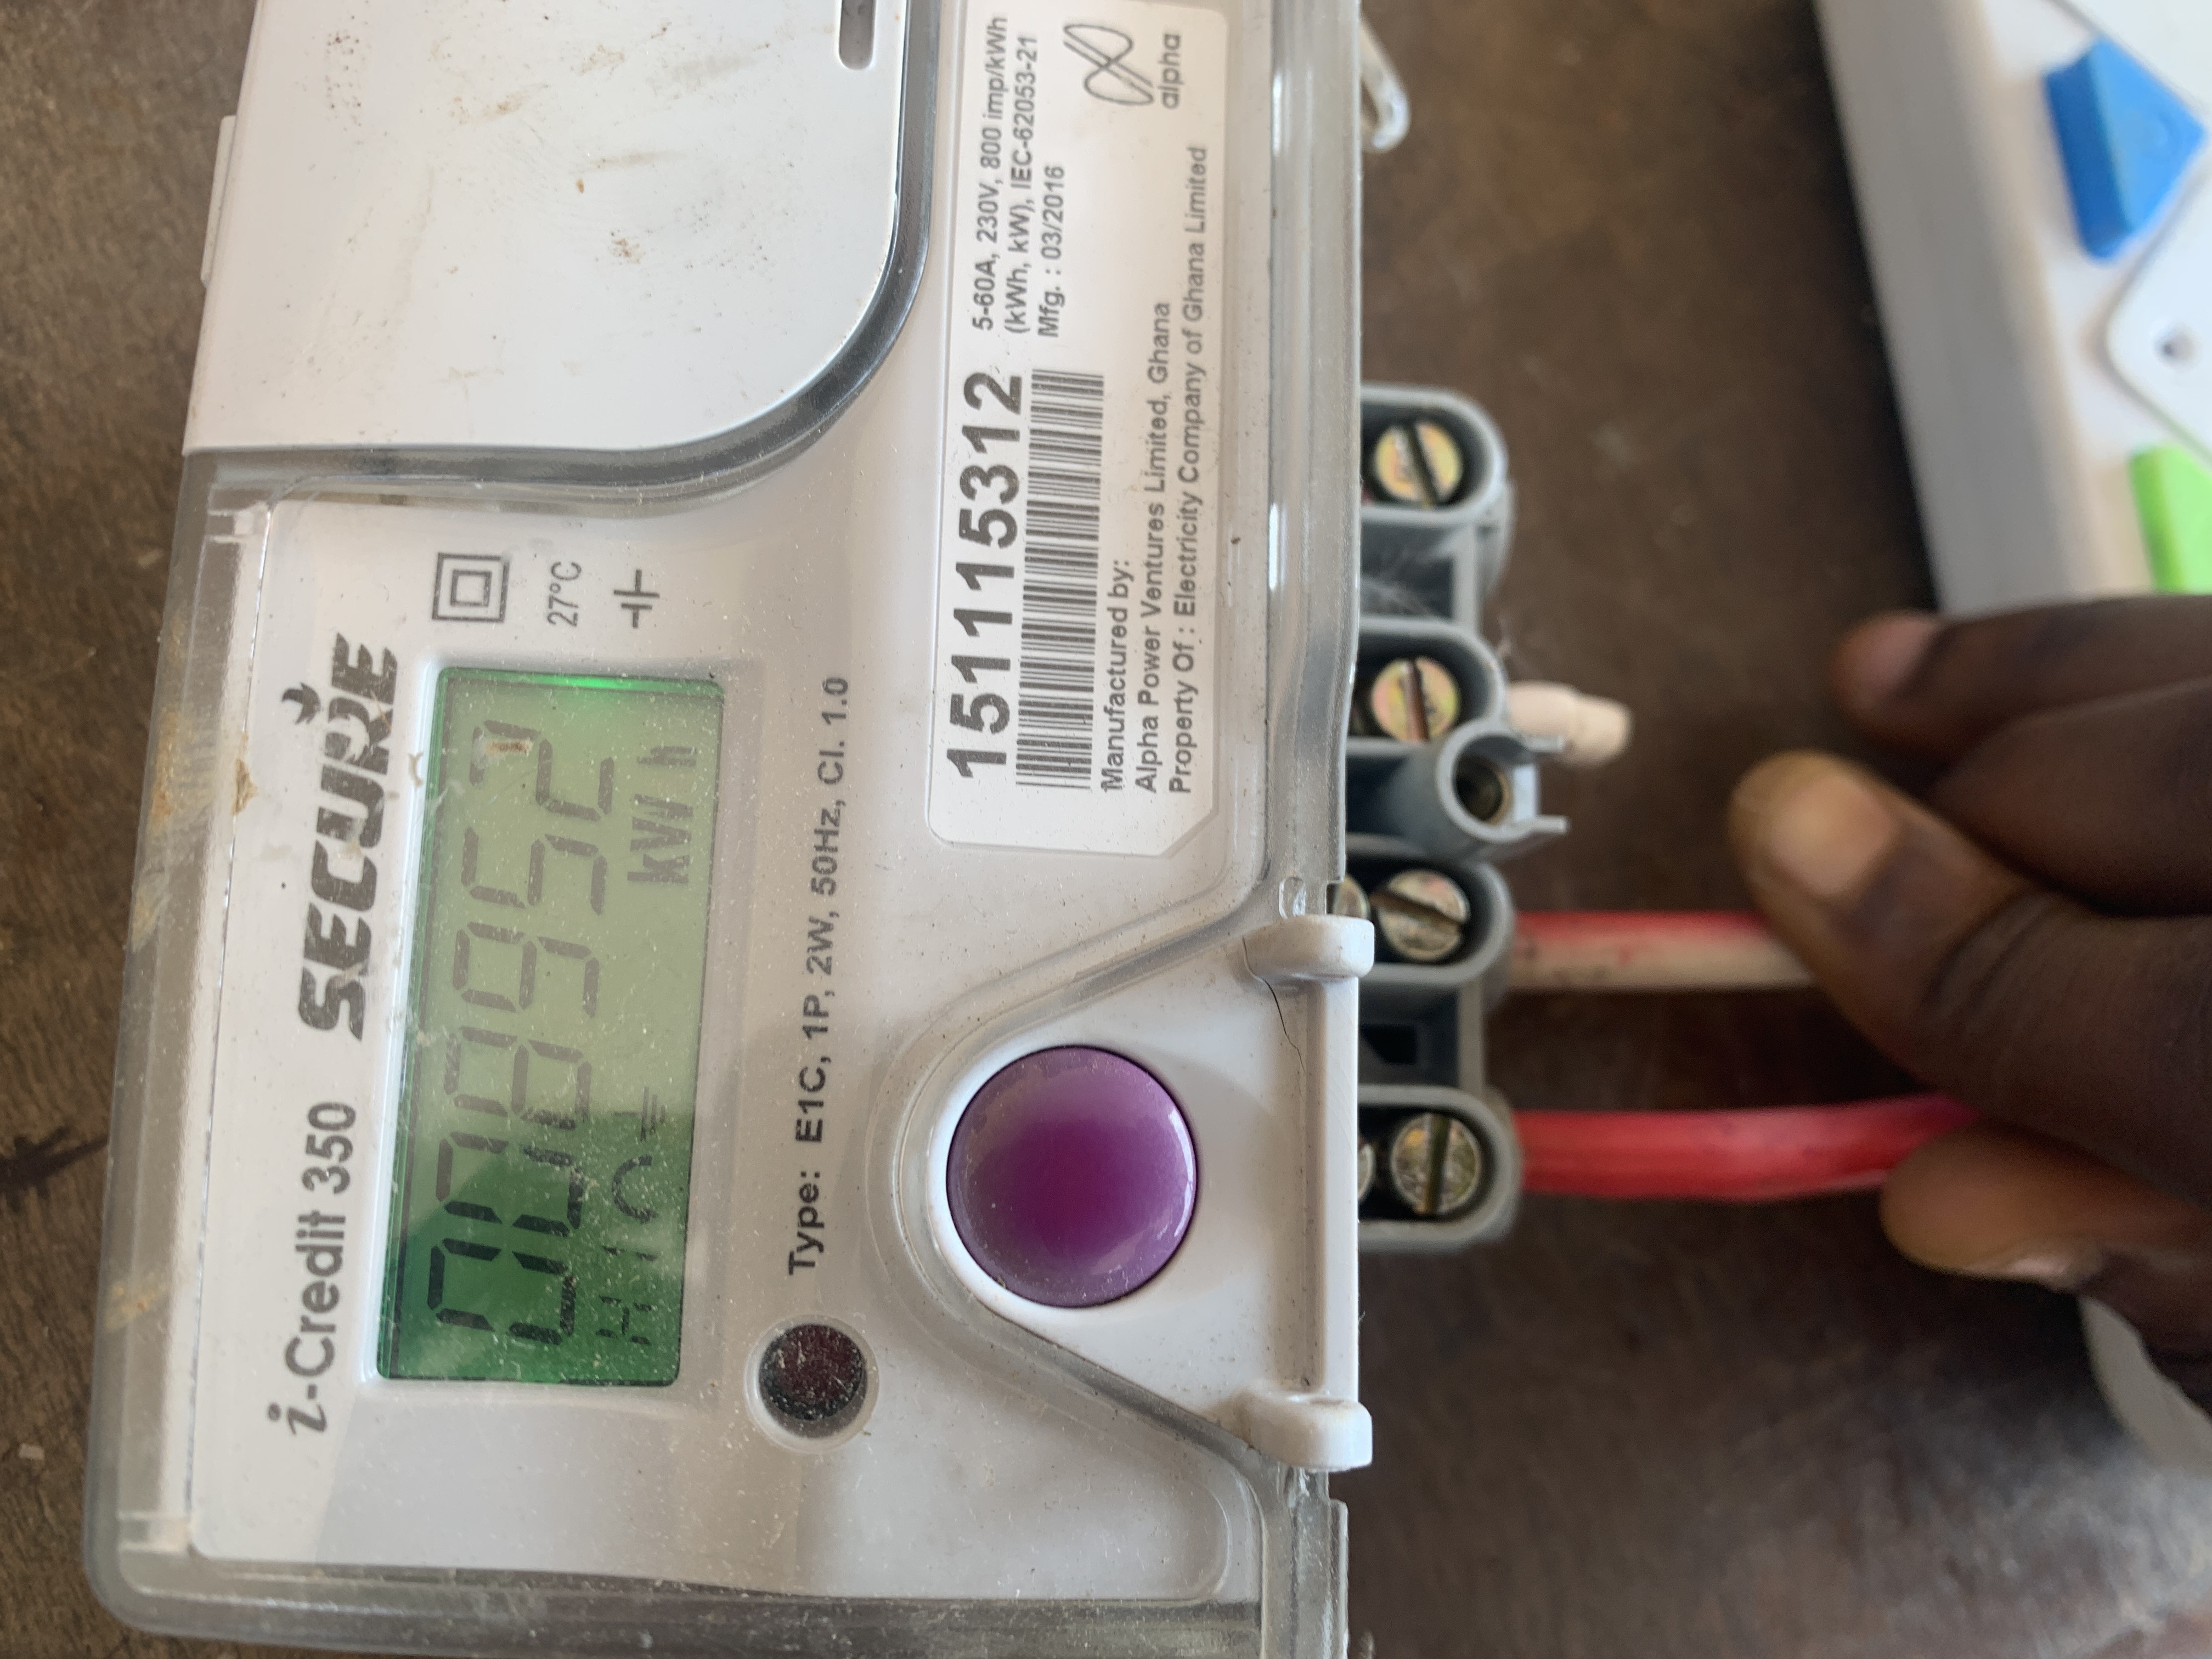 i-Credit 350 SECURE
008952
kWh
27°C
Type: E1C, 1P, 2W, 50Hz, Cl. 1.0
151115312
5-60A, 230V, 800 imp/kWh
(kWh, kW), IEC-62053-21
Mfg. : 03/2016
Manufactured by:
Alpha Power Ventures Limited, Ghana
Property Of : Electricity Company of Ghana Limited
alpha